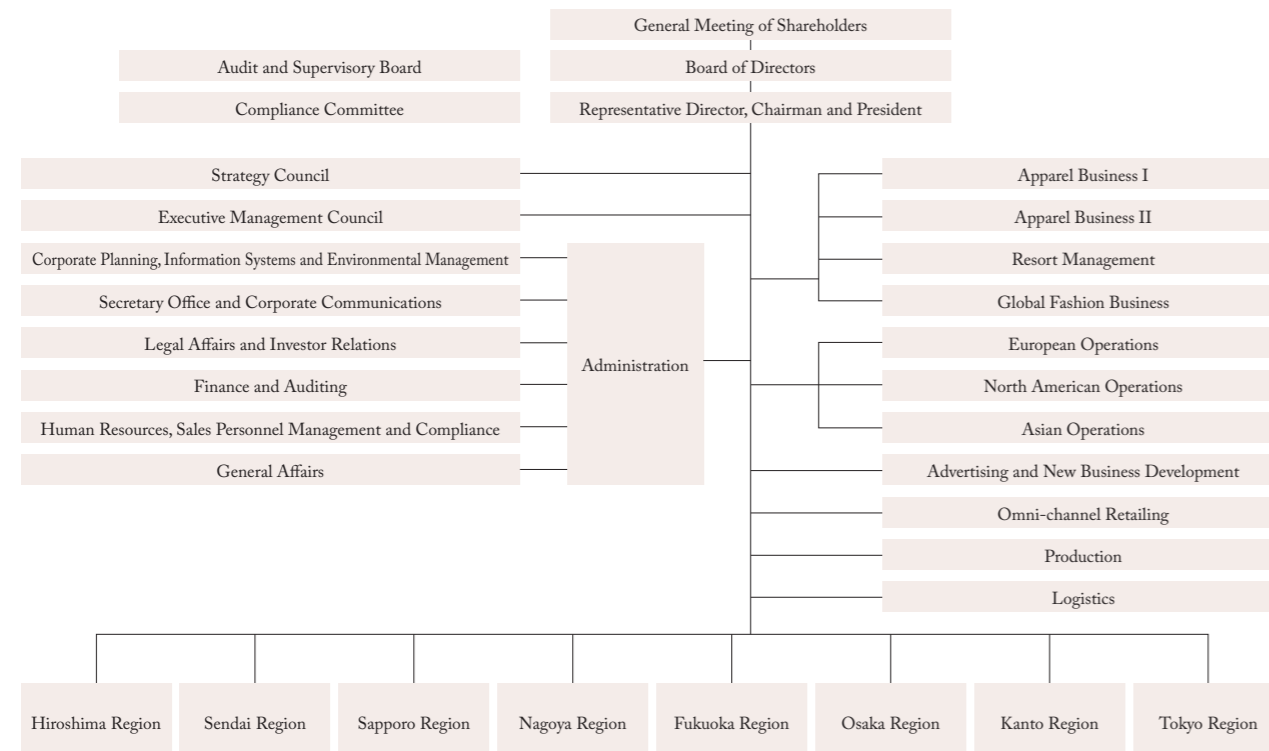 General Meeting of Shareholders
Audit and Supervisory Board
Board of Directors
Compliance Committee
Representative Director, Chairman and President
Strategy Council
Executive Management Council
Corporate Planning, Information Systems and Environmental Management
Secretary Office and Corporate Communications
Legal Affairs and Investor Relations
Finance and Auditing
Human Resources, Sales Personnel Management and Compliance
General Affairs
Administration
Apparel Business I
Apparel Business II
Resort Management
Global Fashion Business
European Operations
North American Operations
Asian Operations
Advertising and New Business Development
Omni-channel Retailing
Production
Logistics
Hiroshima Region
Sendai Region
Sapporo Region
Nagoya Region
Fukuoka Region
Osaka Region
Kanto Region
Tokyo Region